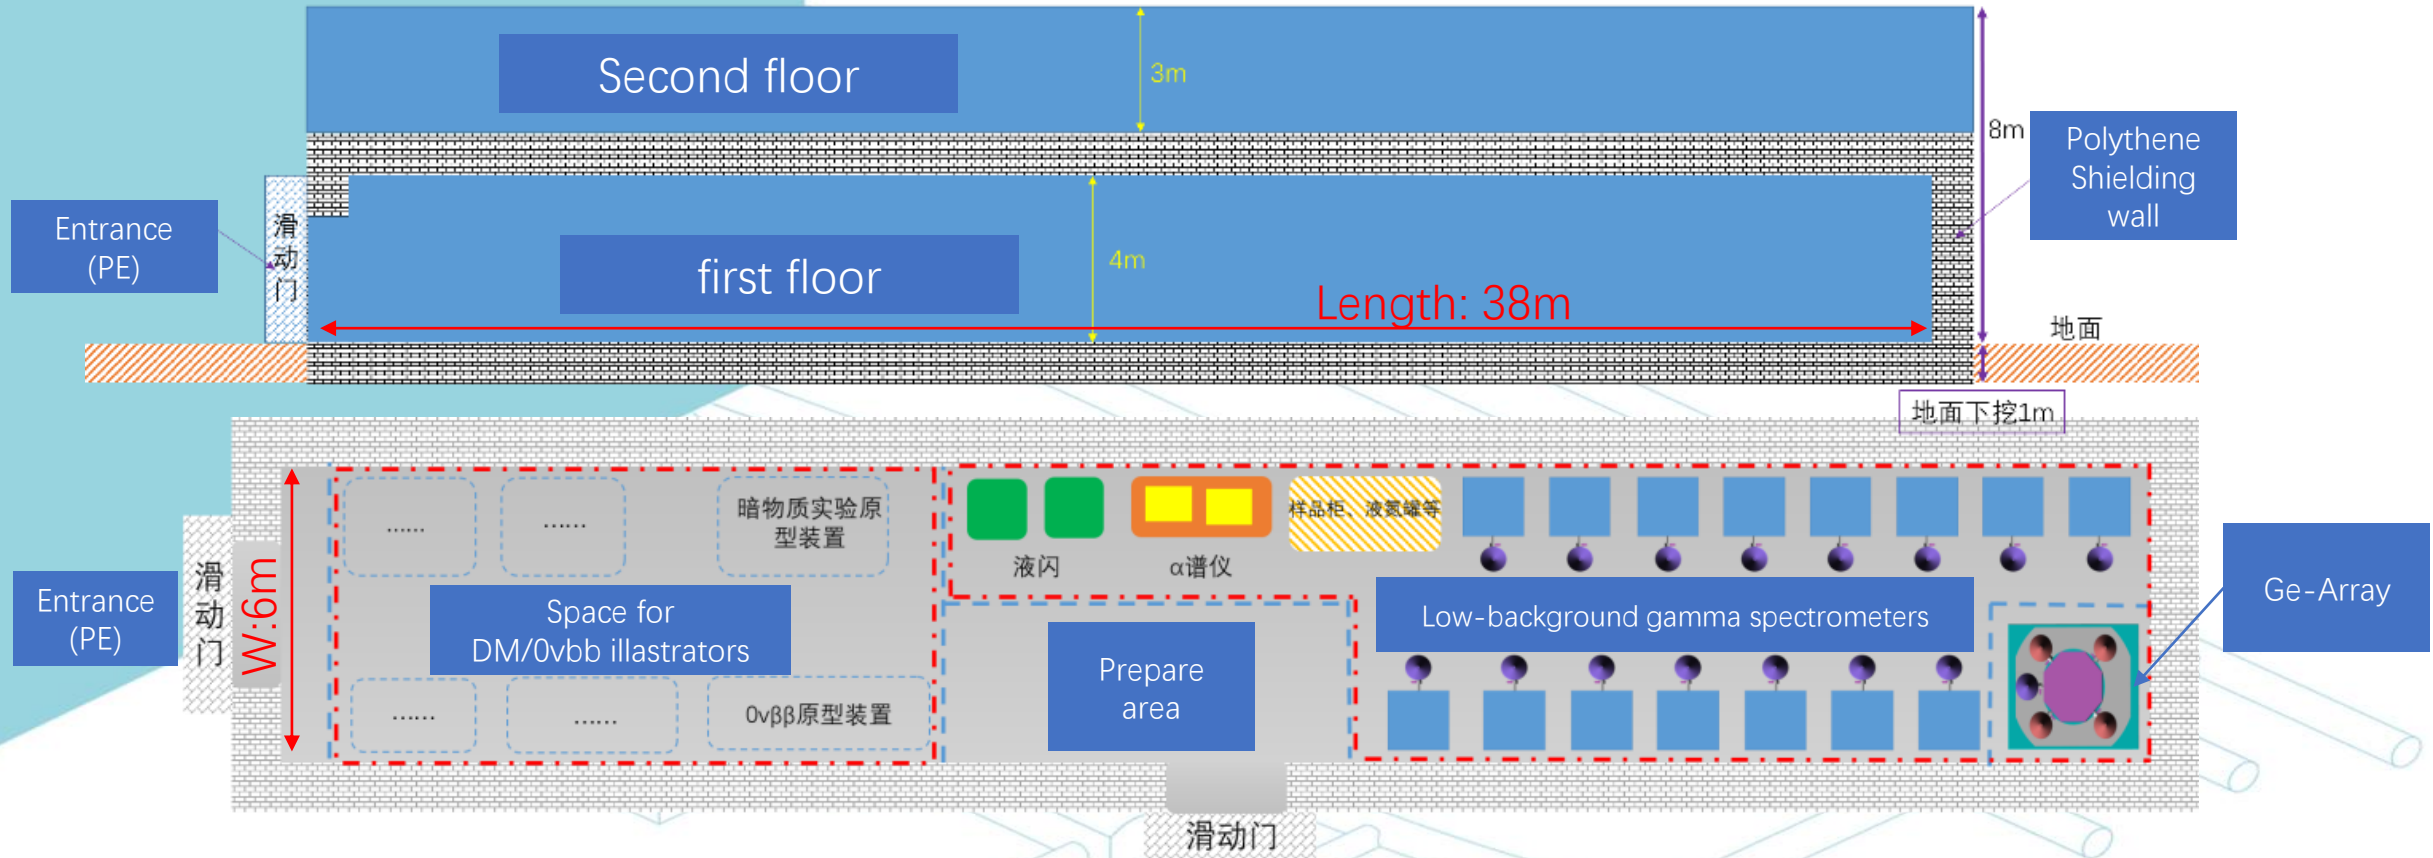 Second floor
3m
8m
Polythene
Shielding
wall
Entrance
(PE)
滑
动
门
first floor
4m
Length: 38m
地面
地面下挖1m
......
......
暗物质实验原
型装置
液闪
α谱仪
样品柜、液氮罐等
滑
动
门
Entrance
(PE)
W:6m
Space for
DM/0vbb illastrators
Prepare
area
Low-background gamma spectrometers
Ge-Array
......
......
0vββ原型装置
滑动门